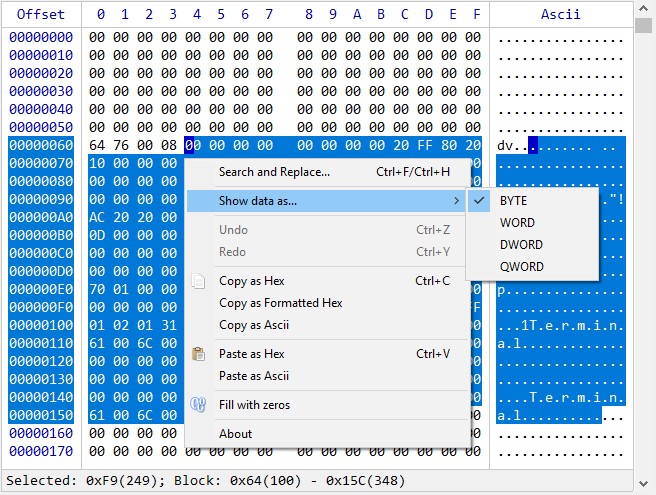 Offset 0 1 2 3 4 5 6 7 8 9 A B C D E F Ascii
00000000 00 00 00 00 00 00 00 00 00 00 00 00 00 00 00 00 ................
00000010 00 00 00 00 00 00 00 00 00 00 00 00 00 00 00 00 ................
00000020 00 00 00 00 00 00 00 00 00 00 00 00 00 00 00 00 ................
00000030 00 00 00 00 00 00 00 00 00 00 00 00 00 00 00 00 ................
00000040 00 00 00 00 00 00 00 00 00 00 00 00 00 00 00 00 ................
00000050 00 00 00 00 00 00 00 00 00 00 00 00 00 00 00 00 ................
00000060 64 76 00 08 00 00 00 00 00 00 00 00 20 FF 80 20 dv.......... ..
00000070 10 00 00 00 00 ................
00000080 00 00 00 00 00 ................
00000090 00 00 00 00 ."!
000000A0 AC 20 20 00
000000B0 0D 00 00 00
000000C0 00 00 00 00
000000D0 00 00 00 00
000000E0 70 01 00 00 00 p...............
000000F0 00 00 00 00 FF ................
00000100 01 02 01 31 00 ...1T.e.r.m.i.n.
00000110 61 00 6C 00 00 a.l.............
00000120 00 00 00 00 00 ................
00000130 00 00 00 00 00 ................
00000140 00 00 00 00 00 ....T.e.r.m.i.n.
00000150 61 00 6C 00 00 a.l.............
00000160 00 00 00 00 00 ................
00000170 00 00 00 00 00 ................
Search and Replace... Ctrl+F/Ctrl+H
Show data as...
BYTE
WORD
DWORD
QWORD
Undo Ctrl+Z
Redo Ctrl+Y
Copy as Hex Ctrl+C
Copy as Formatted Hex
Copy as Ascii
Paste as Hex Ctrl+V
Paste as Ascii
Fill with zeros
About
Selected: 0xF9(249); Block: 0x64(100) - 0x15C(348)